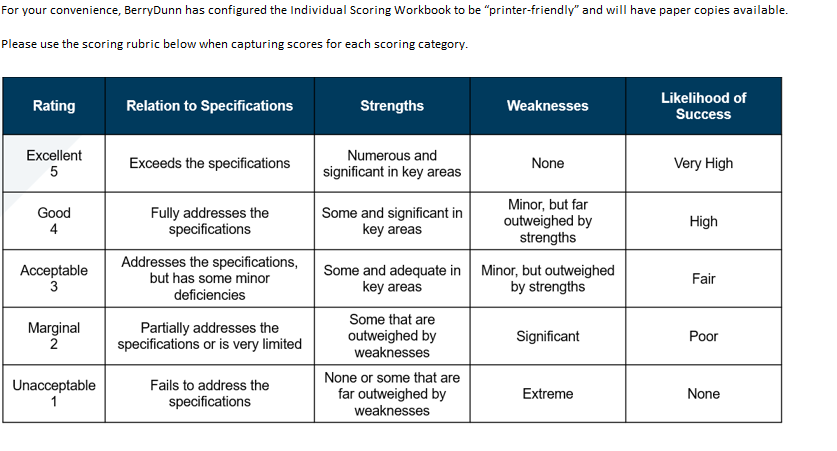 For your convenience, BerryDunn has configured the Individual Scoring Workbook to be “printer-friendly” and will have paper copies available.
Please use the scoring rubric below when capturing scores for each scoring category.
Rating
Relation to Specifications
Strengths
Weaknesses
Likelihood of
Success
Excellent
5
Exceeds the specifications
Numerous and
significant in key areas
None
Very High
Good
4
Fully addresses the
specifications
Some and significant in
key areas
Minor, but far
outweighed by
strengths
High
Acceptable
3
Addresses the specifications,
but has some minor
deficiencies
Some and adequate in
key areas
Minor, but outweighed
by strengths
Fair
Marginal
2
Partially addresses the
specifications or is very limited
Some that are
outweighed by
weaknesses
Significant
Poor
Unacceptable
1
Fails to address the
specifications
None or some that are
far outweighed by
weaknesses
Extreme
None